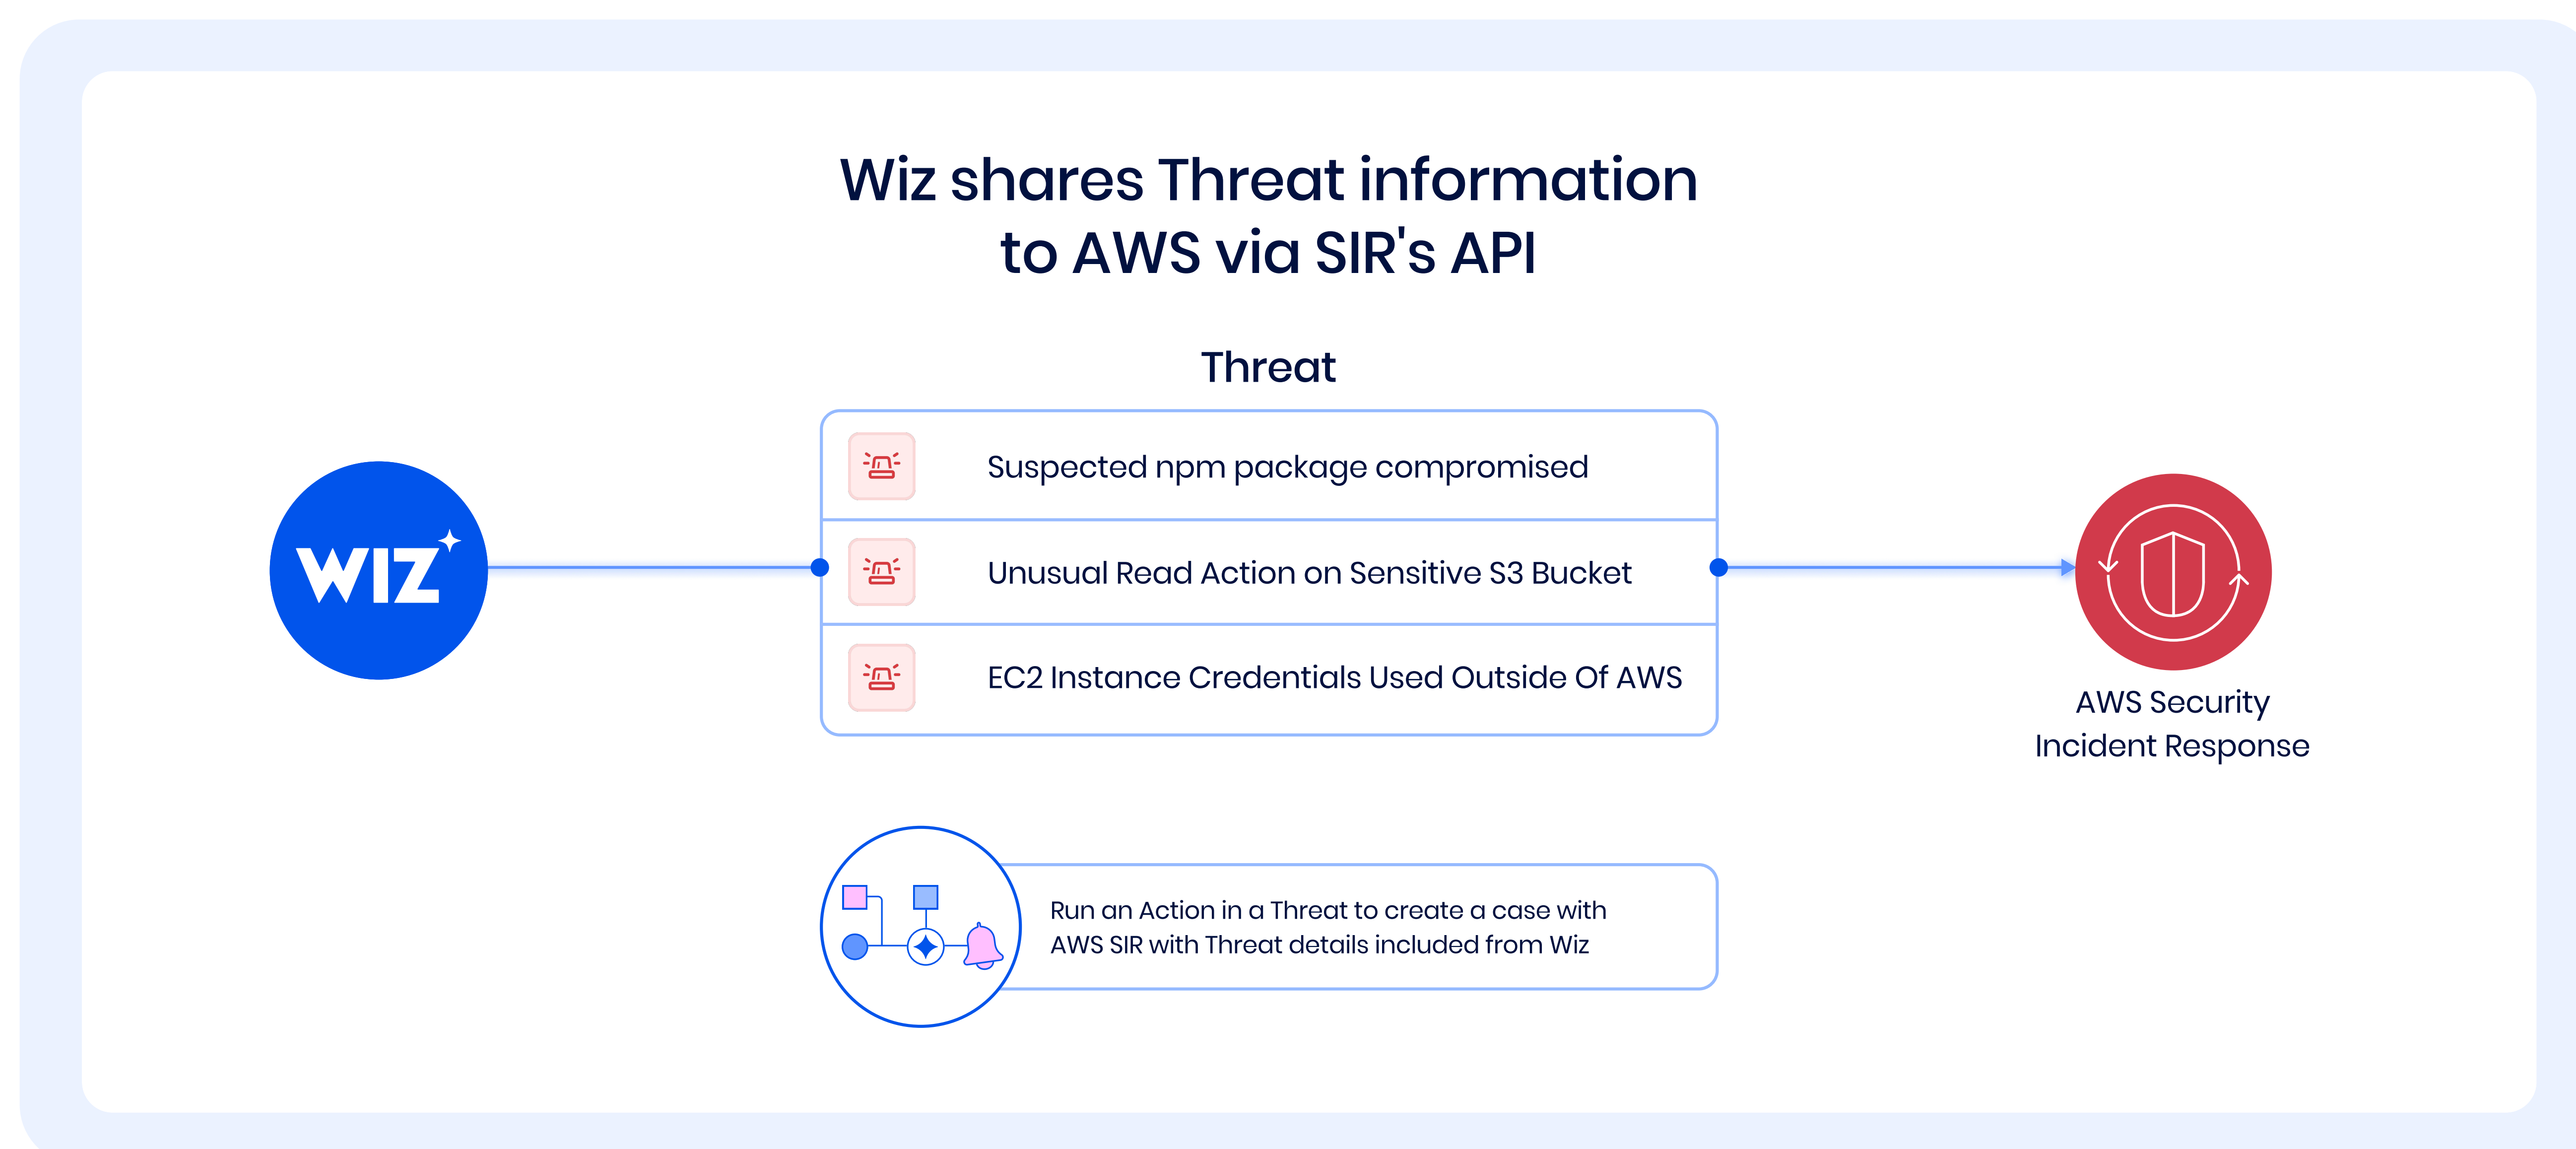 Wiz shares Threat information
to AWS via SIR's API
Threat
Suspected npm package compromised
WIZ
Unusual Read Action on Sensitive S3 Bucket
EC2 Instance Credentials Used Outside Of AWS
AWS Security
Incident Response
Run an Action in a Threat to create a case with
AWS SIR with Threat details included from Wiz